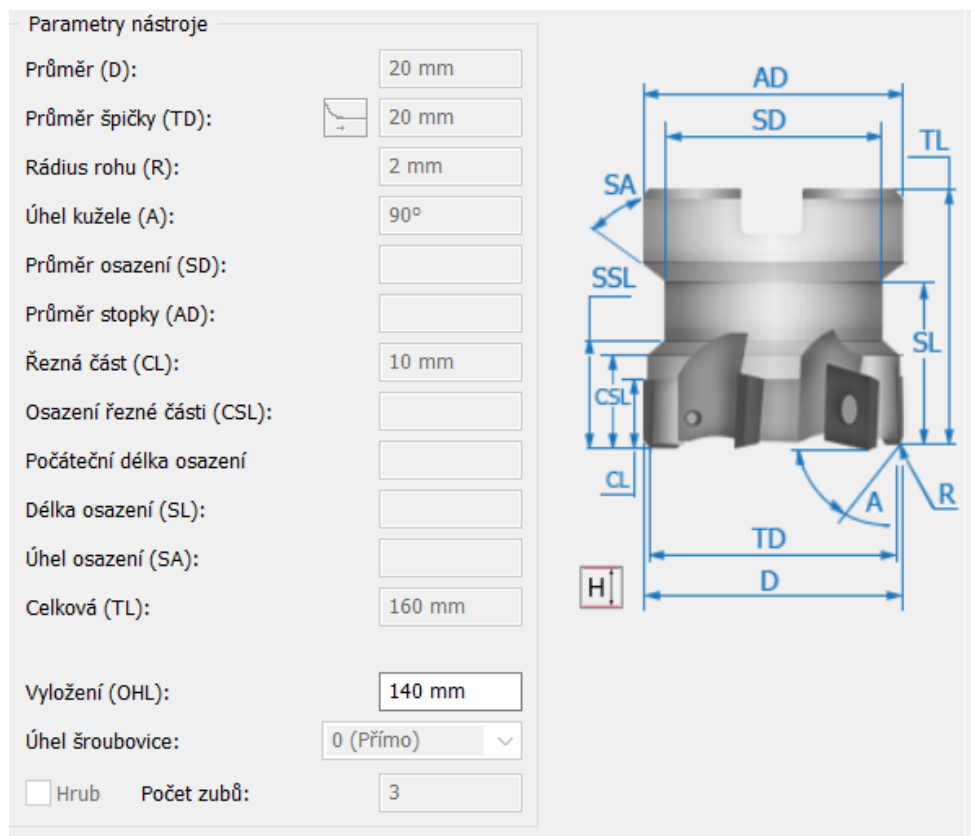 Parametry nástroje
Průměr (D): 20 mm
Průměr špičky (TD): 20 mm
Rádius rohu (R): 2 mm
Úhel kužele (A): 90°
Průměr osazení (SD):
Průměr stopky (AD):
Řezná část (CL): 10 mm
Osazení řezné části (CSL):
Počáteční délka osazení
Délka osazení (SL):
Úhel osazení (SA):
Celková (TL): 160 mm
Vyložení (OHL): 140 mm
Úhel šroubovice: 0 (Přímo)
Hrub Počet zubů: 3
AD
SD
TL
SA
SSL
SL
CSL
CL
A
R
TD
H
D